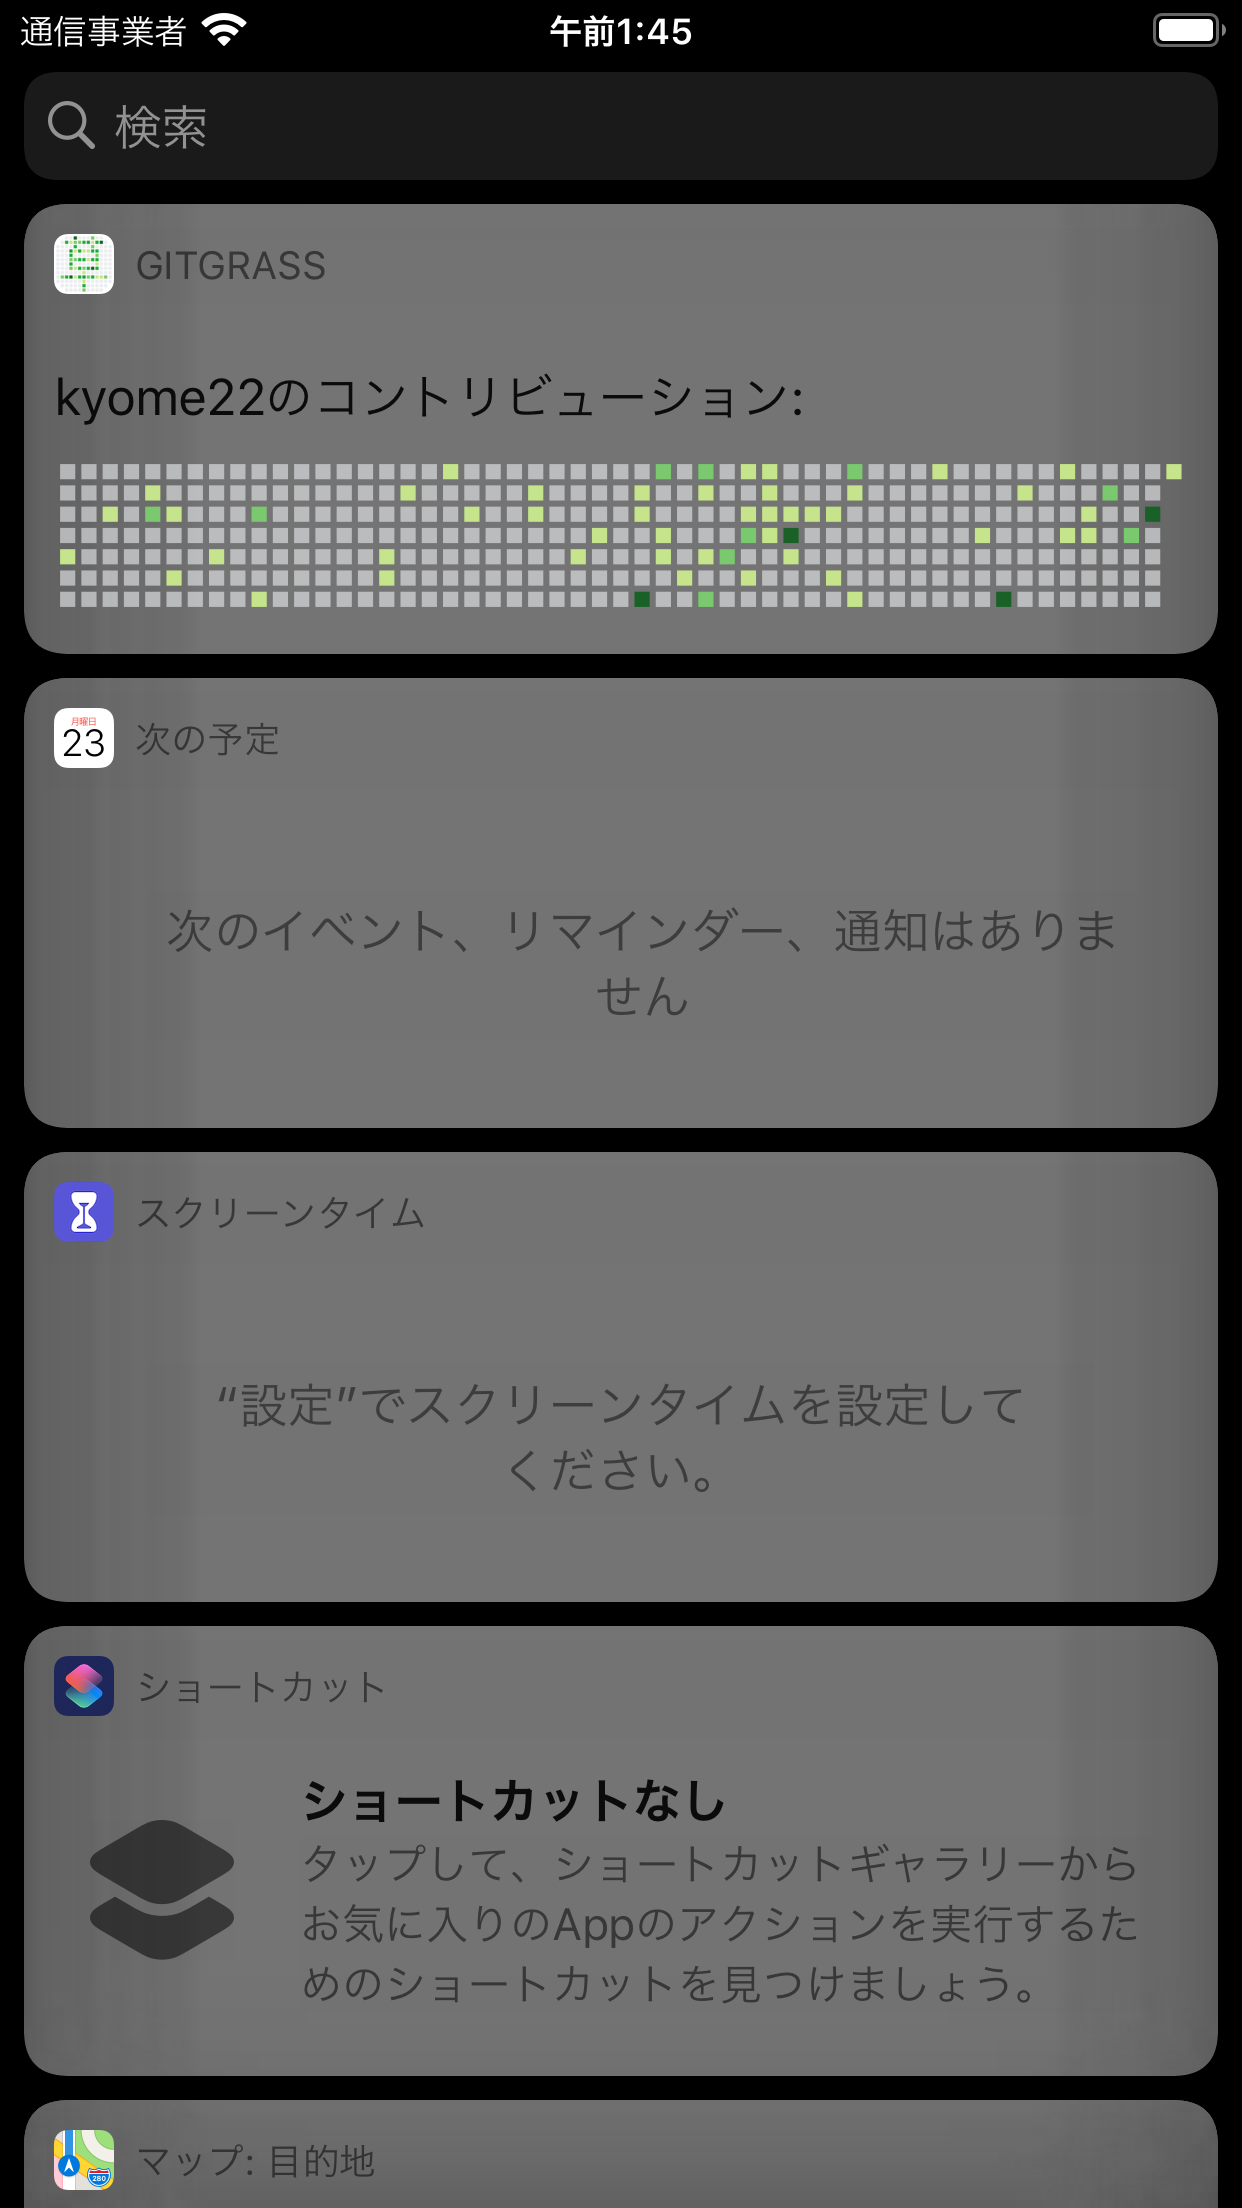 通信事業者
午前1:45
検索
GITGRASS
kyome22のコントリビューション:
月曜日
23
次の予定
次のイベント、リマインダー、通知はありま
せん
スクリーンタイム
“設定”でスクリーンタイムを設定して
ください。
ショートカット
ショートカットなし
タップして、ショートカットギャラリーから
お気に入りのAppのアクションを実行するた
めのショートカットを見つけましょう。
280
マップ: 目的地